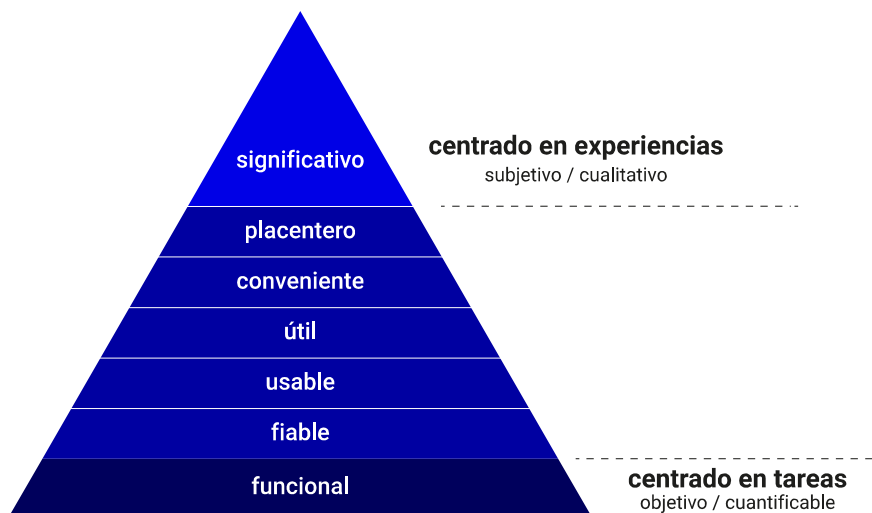 significativo
centrado en experiencias
subjetivo / cualitativo
placentero
conveniente
útil
usable
fiable
funcional
centrado en tareas
objetivo / cuantificable